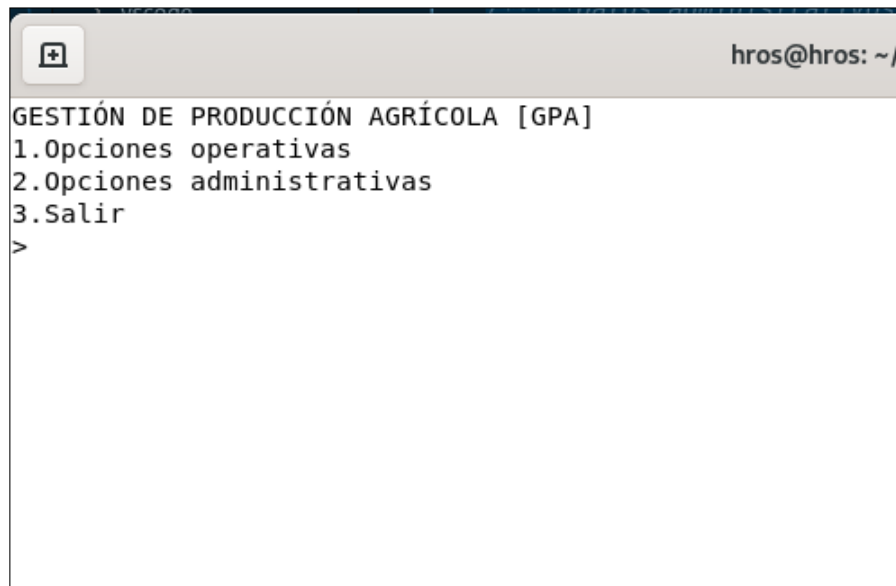 hros@hros: ~/
GESTIÓN DE PRODUCCIÓN AGRÍCOLA [GPA]
1.Opciones operativas
2.Opciones administrativas
3.Salir
>